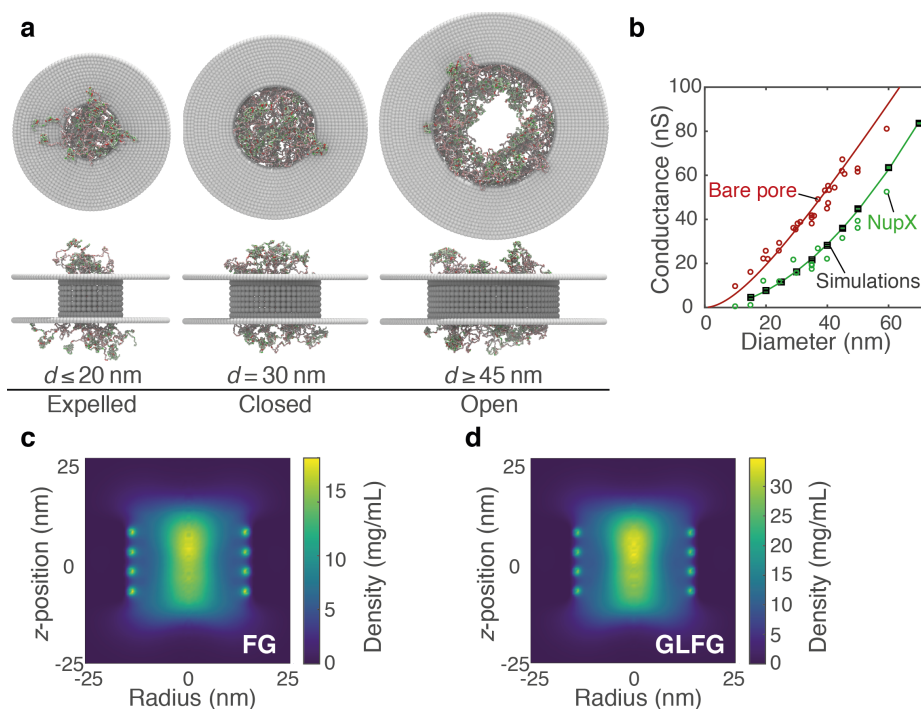 a
d ≤ 20 nm
d = 30 nm
d ≥ 45 nm
Expelled
Closed
Open
b
100
80
60
40
20
0
Conductance (nS)
Bare pore
NupX
Simulations
0
20
40
60
Diameter (nm)
c
25
0
-25
z-position (nm)
FG
-25
0
25
Radius (nm)
15
10
5
0
Density (mg/mL)
d
25
0
-25
z-position (nm)
GLFG
-25
0
25
Radius (nm)
30
25
20
15
10
5
0
Density (mg/mL)